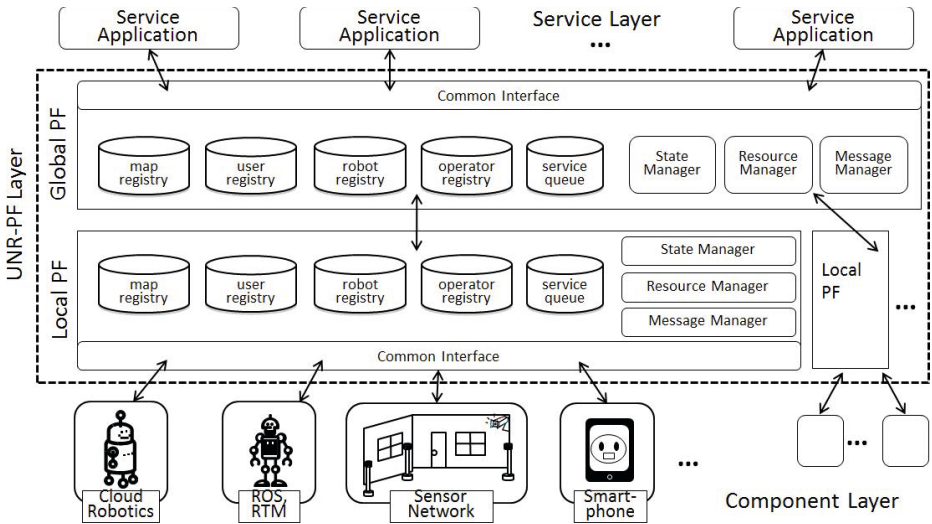 Service
Application
Service
Application
Service Layer
...
Service
Application
UNR-PF Layer
Global PF
Common Interface
map
registry
user
registry
robot
registry
operator
registry
service
queue
State
Manager
Resource
Manager
Message
Manager
Local PF
map
registry
user
registry
robot
registry
operator
registry
service
queue
State Manager
Resource Manager
Message Manager
Common Interface
Local
PF
...
Cloud
Robotics
ROS,
RTM
Sensor
Network
Smart-
phone
...
...
Component Layer